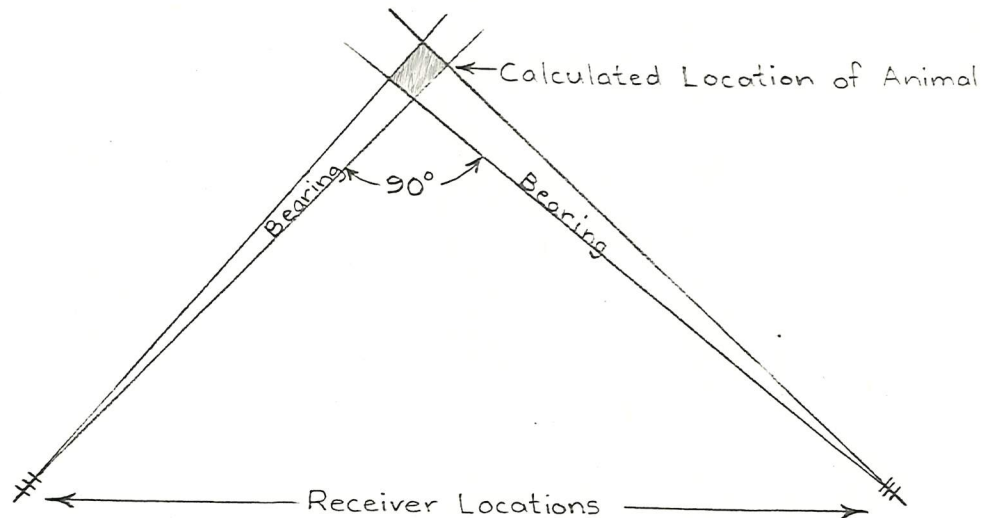 Calculated Location of Animal
90°
Bearing
Bearing
Receiver Locations